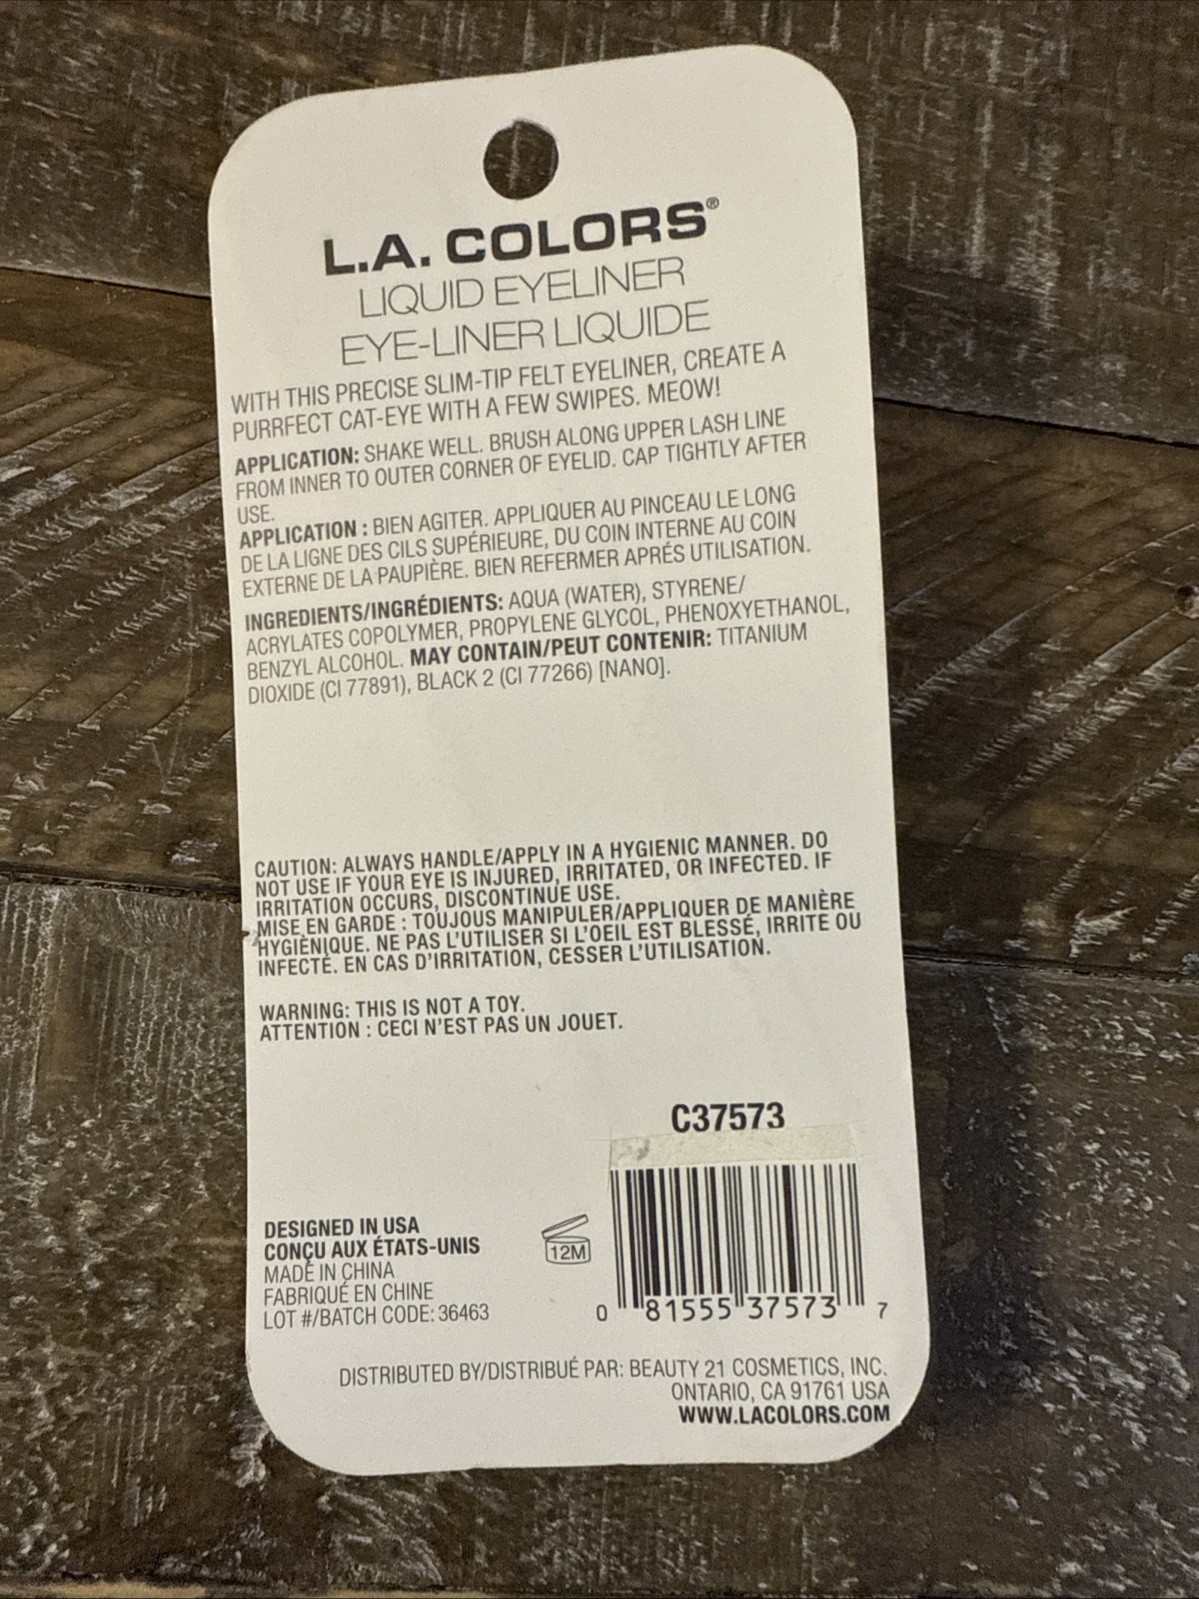 L.A. COLORS®
LIQUID EYELINER
EYE-LINER LIQUIDE
WITH THIS PRECISE SLIM-TIP FELT EYELINER, CREATE A
PURRFECT CAT-EYE WITH A FEW SWIPES. MEOW!
APPLICATION: SHAKE WELL. BRUSH ALONG UPPER LASH LINE
FROM INNER TO OUTER CORNER OF EYELID. CAP TIGHTLY AFTER
USE.
APPLICATION : BIEN AGITER. APPLIQUER AU PINCEAU LE LONG
DE LA LIGNE DES CILS SUPÉRIEURE, DU COIN INTERNE AU COIN
EXTERNE DE LA PAUPIÈRE. BIEN REFERMER APRÉS UTILISATION.
INGREDIENTS/INGRÉDIENTS: AQUA (WATER), STYRENE/
ACRYLATES COPOLYMER, PROPYLENE GLYCOL, PHENOXYETHANOL,
BENZYL ALCOHOL. MAY CONTAIN/PEUT CONTENIR: TITANIUM
DIOXIDE (CI 77891), BLACK 2 (CI 77266) [NANO].
CAUTION: ALWAYS HANDLE/APPLY IN A HYGIENIC MANNER. DO
NOT USE IF YOUR EYE IS INJURED, IRRITATED, OR INFECTED. IF
IRRITATION OCCURS, DISCONTINUE USE.
MISE EN GARDE : TOUJOUS MANIPULER/APPLIQUER DE MANIÈRE
HYGIÈNIQUE. NE PAS L'UTILISER SI L'OEIL EST BLESSÉ, IRRITE OU
INFECTÉ. EN CAS D'IRRITATION, CESSER L'UTILISATION.
WARNING: THIS IS NOT A TOY.
ATTENTION : CECI N'EST PAS UN JOUET.
C37573
DESIGNED IN USA
CONÇU AUX ÉTATS-UNIS
MADE IN CHINA
FABRIQUÉ EN CHINE
LOT #/BATCH CODE: 36463
12M
0 81555 37573 7
DISTRIBUTED BY/DISTRIBUÉ PAR: BEAUTY 21 COSMETICS, INC.
ONTARIO, CA 91761 USA
WWW.LACOLORS.COM